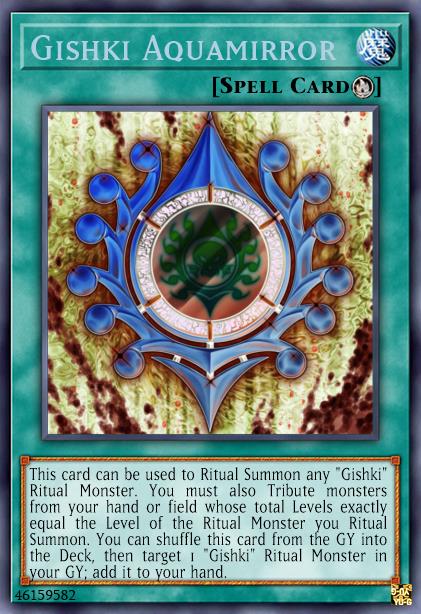 Gishki Aquamirror 魔
[Spell Card]
This card can be used to Ritual Summon any "Gishki"
Ritual Monster. You must also Tribute monsters
from your hand or field whose total Levels exactly
equal the Level of the Ritual Monster you Ritual
Summon. You can shuffle this card from the GY into
the Deck, then target 1 "Gishki" Ritual Monster in
your GY; add it to your hand.
46159582